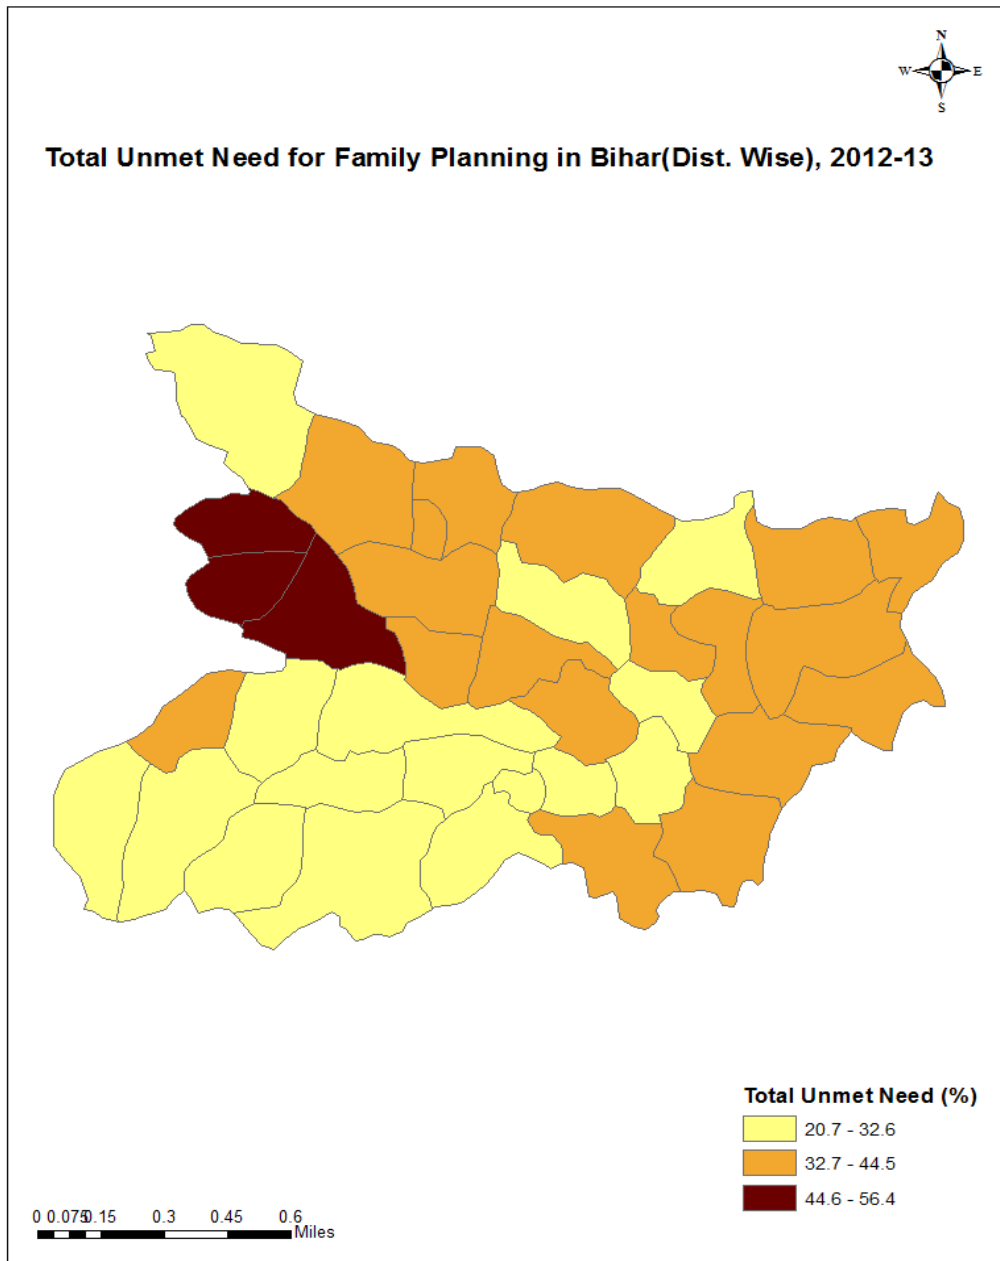 N
W E
S
Total Unmet Need for Family Planning in Bihar(Dist. Wise), 2012-13
Total Unmet Need (%)
20.7 - 32.6
32.7 - 44.5
44.6 - 56.4
0 0.075 0.15 0.3 0.45 0.6
Miles